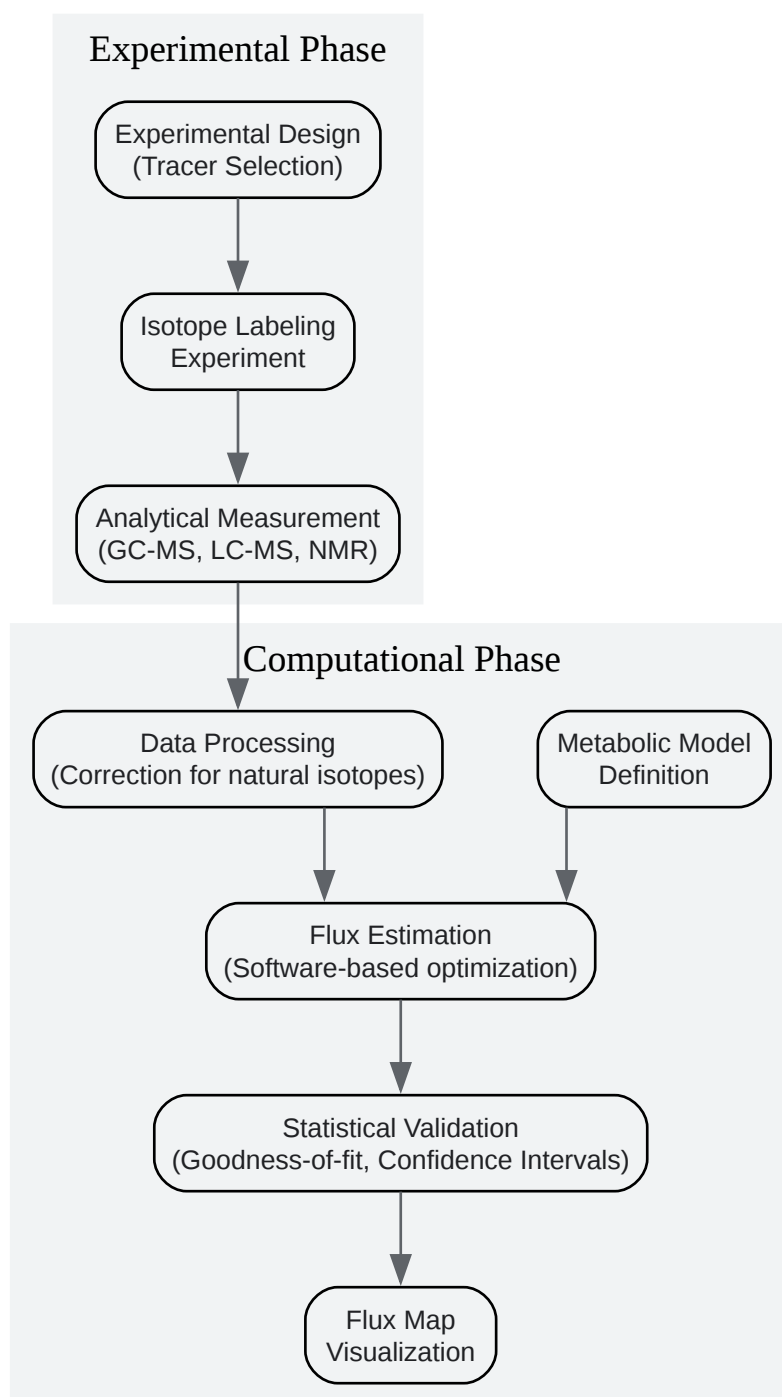 Experimental Phase
Experimental Design
(Tracer Selection)
Isotope Labeling
Experiment
Analytical Measurement
(GC-MS, LC-MS, NMR)
Computational Phase
Data Processing
(Correction for natural isotopes)
Metabolic Model
Definition
Flux Estimation
(Software-based optimization)
Statistical Validation
(Goodness-of-fit, Confidence Intervals)
Flux Map
Visualization